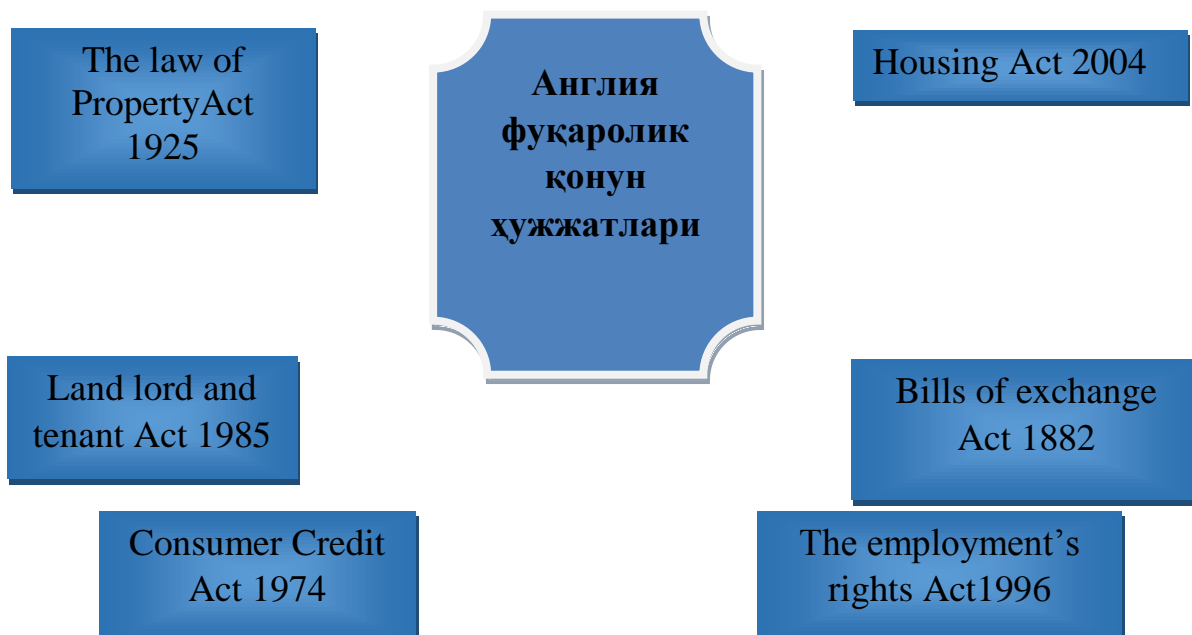 The law of
PropertyAct
1925
Англия
фуқаролик
қонун
ҳужжатлари
Housing Act 2004
Land lord and
tenant Act 1985
Bills of exchange
Act 1882
Consumer Credit
Act 1974
The employment’s
rights Act1996